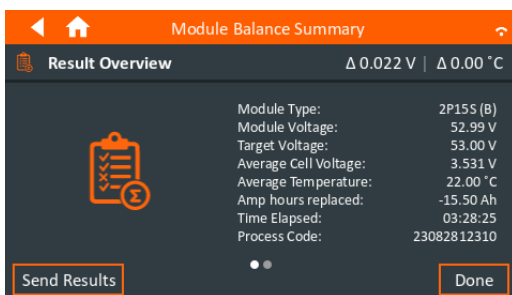 Module Balance Summary
Result Overview Δ 0.022 V | Δ 0.00 °C
Module Type: 2P15S (B)
Module Voltage: 52.99 V
Target Voltage: 53.00 V
Average Cell Voltage: 3.531 V
Average Temperature: 22.00 °C
Amp hours replaced: -15.50 Ah
Time Elapsed: 03:28:25
Process Code: 23082812310
Send Results Done